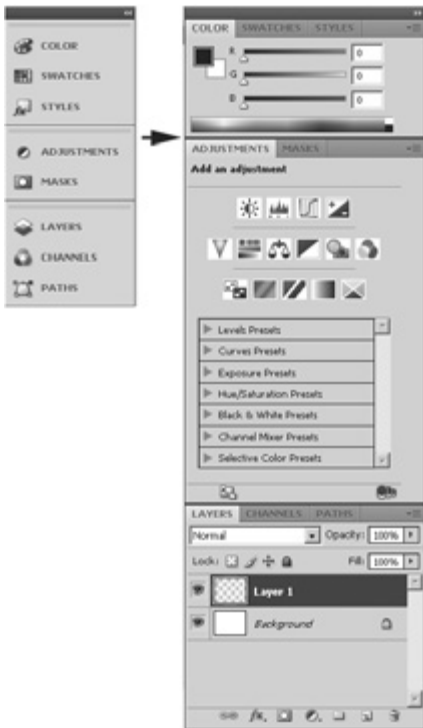 COLOR
SWATCHES
STYLES
ADJUSTMENTS
MASKS
LAYERS
CHANNELS
PATHS
COLOR SWATCHES STYLES
R 0
G 0
B 0
ADJUSTMENTS MASKS
Add an adjustment
Levels Presets
Curves Presets
Exposure Presets
Hue/Saturation Presets
Black & White Presets
Channel Mixer Presets
Selective Color Presets
LAYERS CHANNELS PATHS
Normal Opacity: 100%
Lock: Fill: 100%
Layer 1
Background
fx